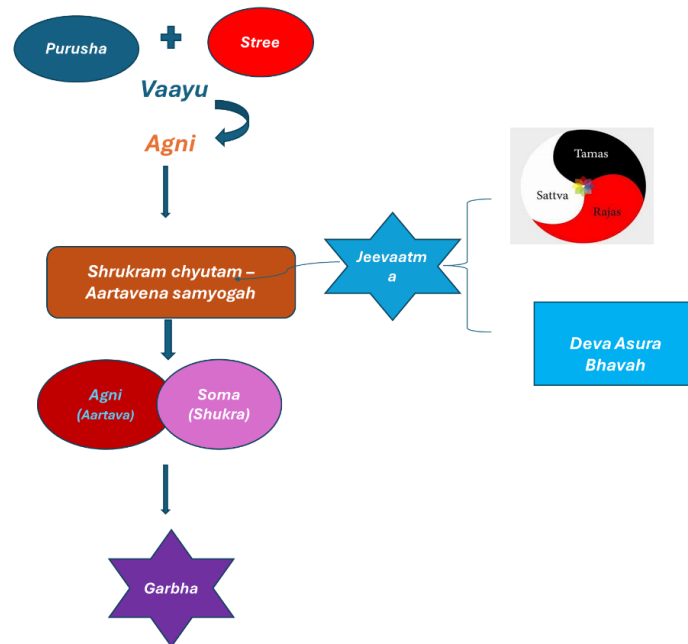 Purusha
+
Stree
Vaayu
Agni
Shrukram chyutam –
Aartavena samyogah
Jeevaatm
a
Tamas
Sattva
Rajas
Deva Asura
Bhavah
Agni
(Aartava)
Soma
(Shukra)
Garbha